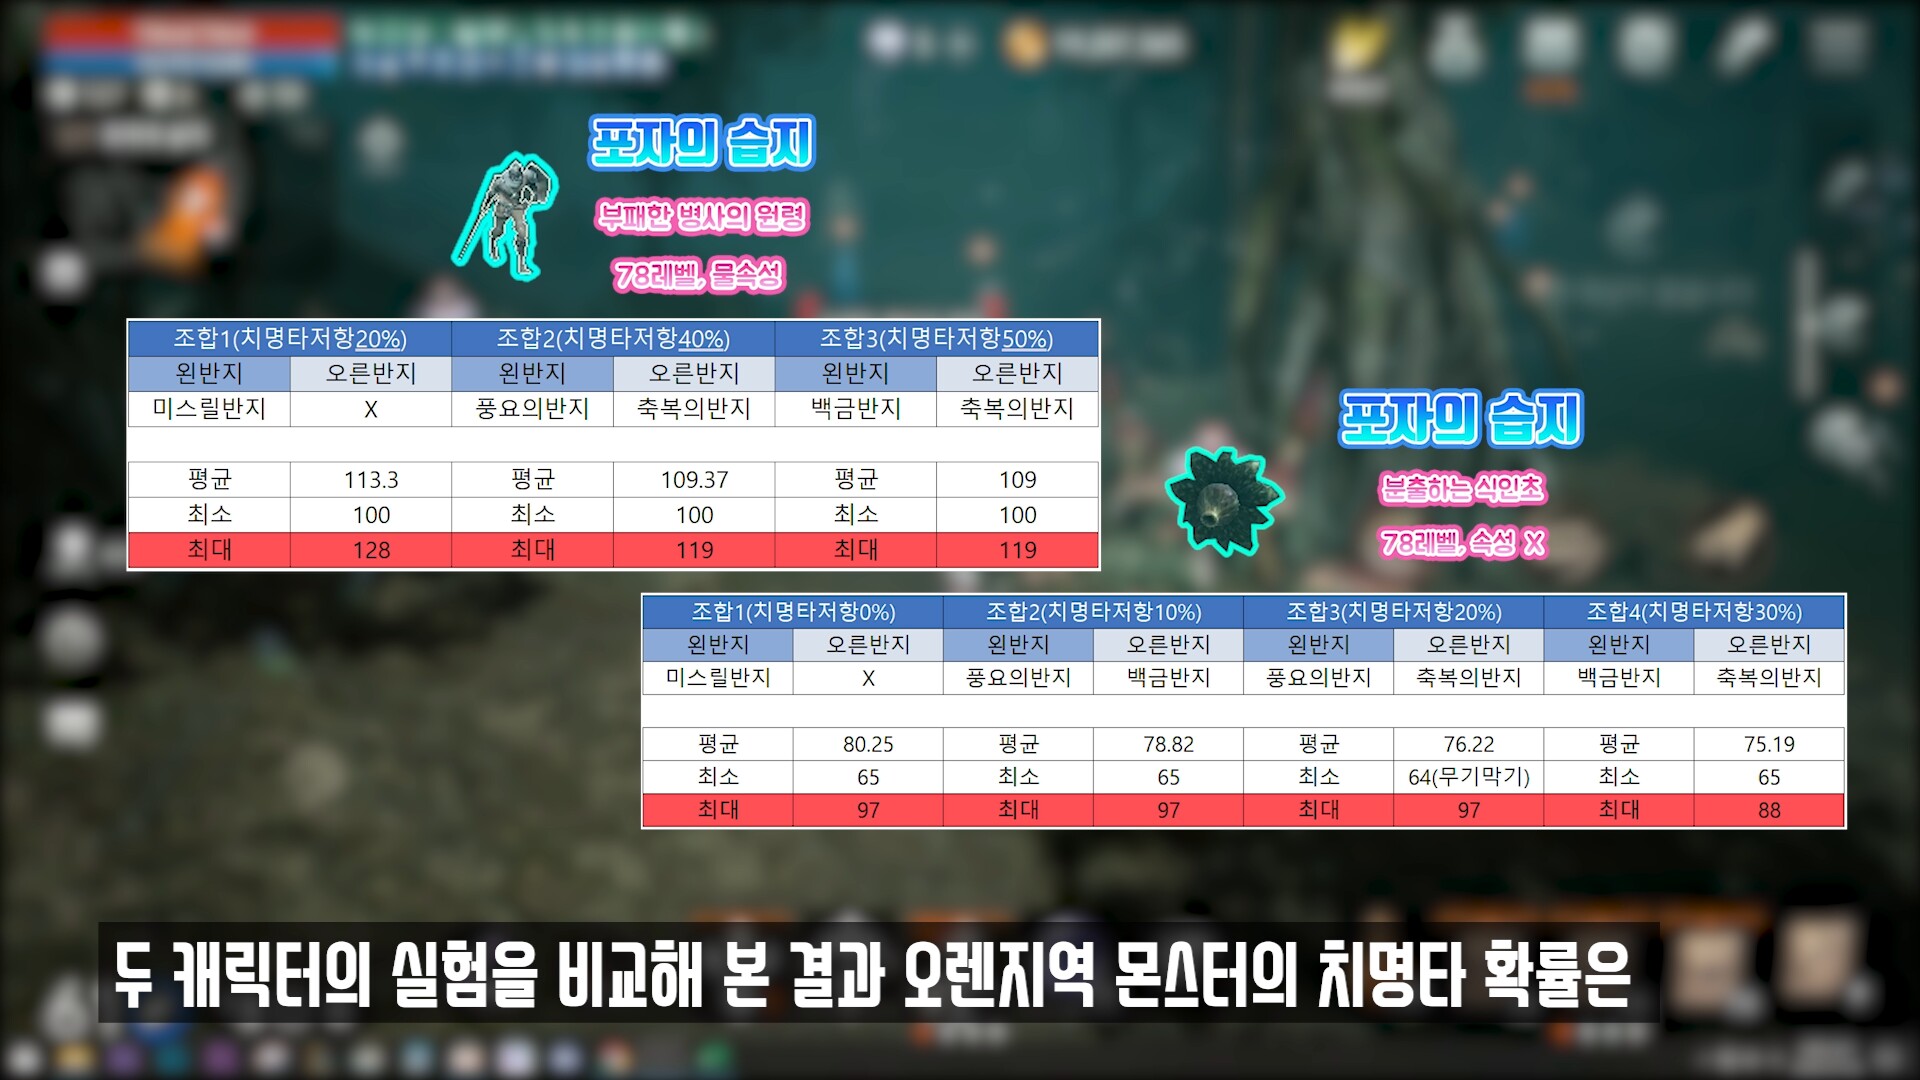 포자의 습지
부패한 병사의 원령
78레벨, 물속성
조합1(치명타저항20%) 조합2(치명타저항40%) 조합3(치명타저항50%)
왼반지 오른반지 왼반지 오른반지 왼반지 오른반지
미스릴반지 X 풍요의반지 축복의반지 백금반지 축복의반지
평균 113.3 평균 109.37 평균 109
최소 100 최소 100 최소 100
최대 128 최대 119 최대 119
포자의 습지
분출하는 식인초
78레벨, 속성 X
조합1(치명타저항0%) 조합2(치명타저항10%) 조합3(치명타저항20%) 조합4(치명타저항30%)
왼반지 오른반지 왼반지 오른반지 왼반지 오른반지 왼반지 오른반지
미스릴반지 X 풍요의반지 백금반지 풍요의반지 축복의반지 백금반지 축복의반지
평균 80.25 평균 78.82 평균 76.22 평균 75.19
최소 65 최소 65 최소 64(무기막기) 최소 65
최대 97 최대 97 최대 97 최대 88
두 캐릭터의 실험을 비교해 본 결과 오렌지역 몬스터의 치명타 확률은